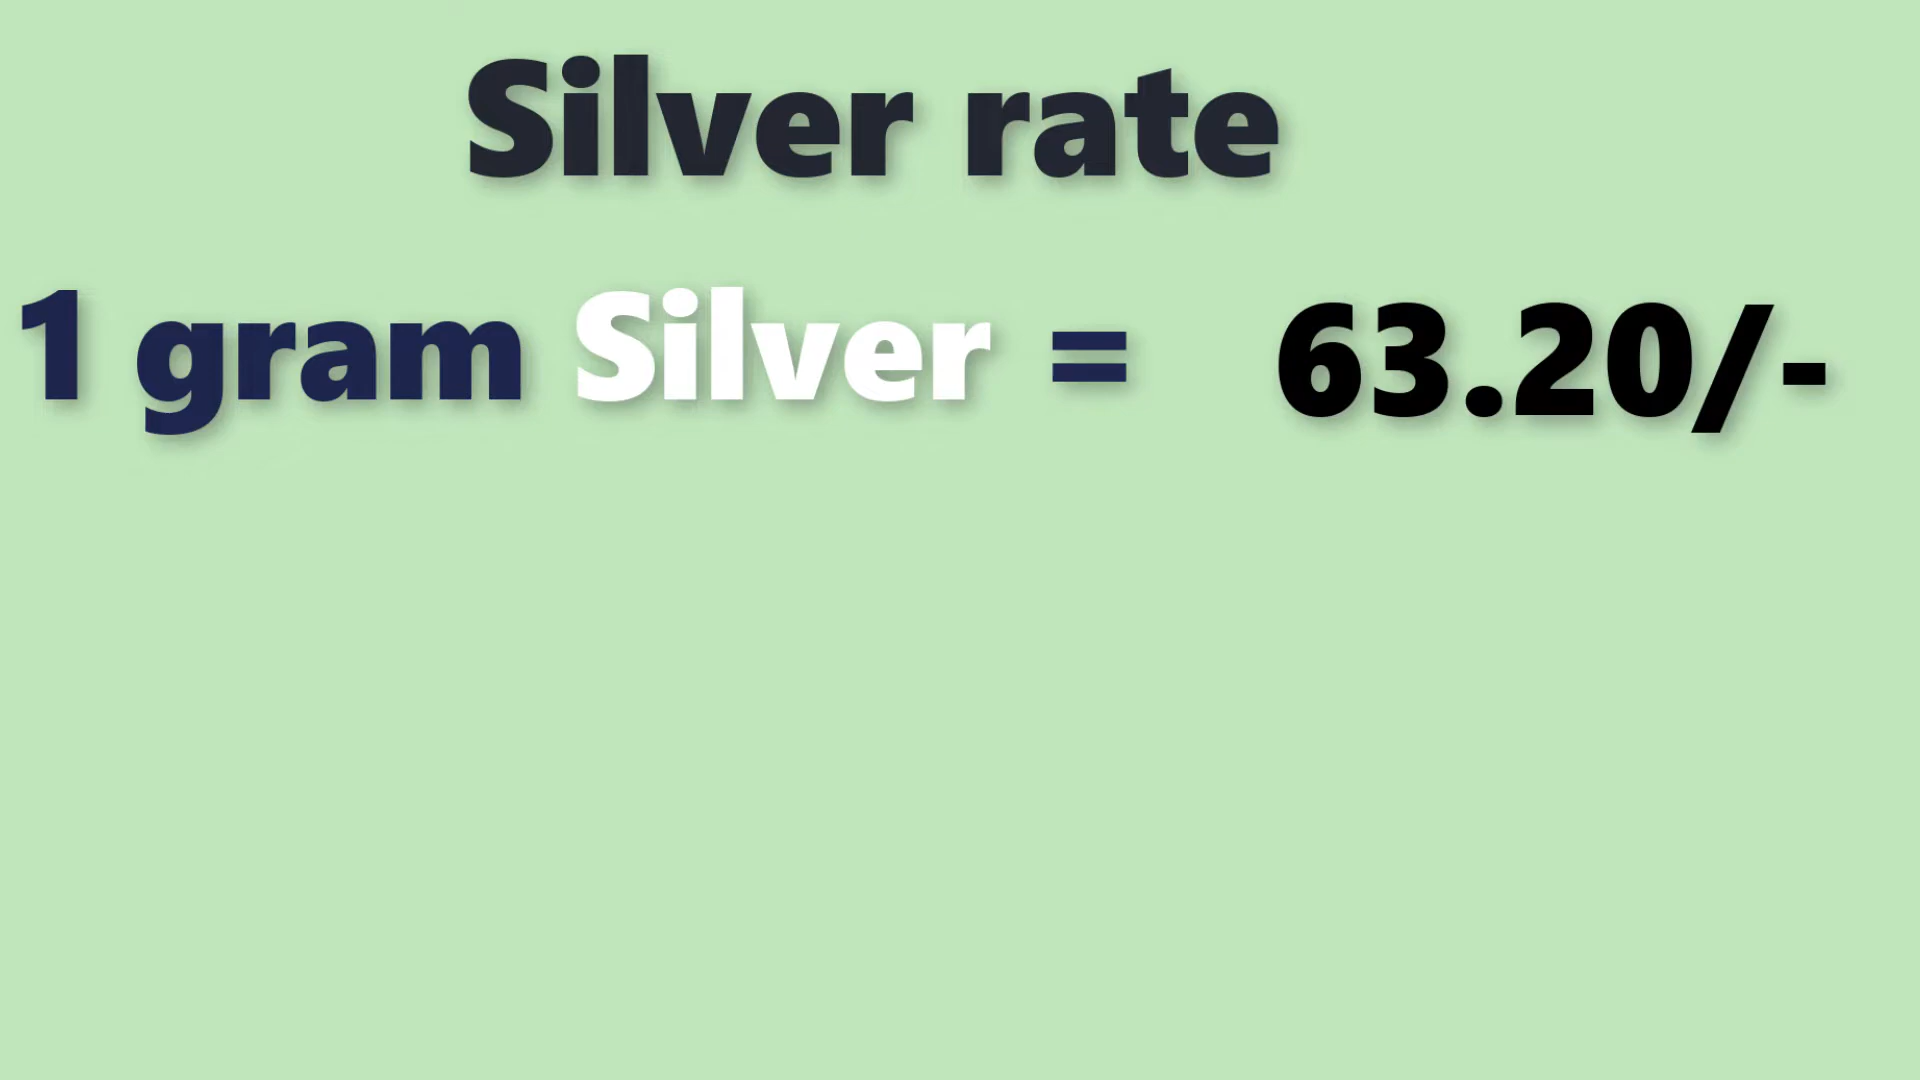 Silver rate
1 gram Silver = 63.20/-